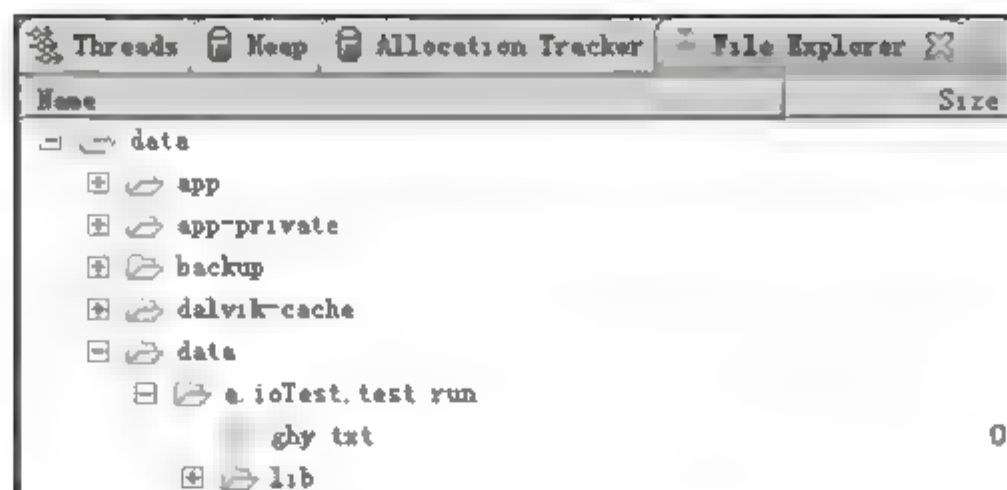 Threads Heap Allocation Tracker File Explorer
Name Size
data
app
app-private
backup
dalvik-cache
data
a.ioTest.test.run
ghy.txt 0
lib